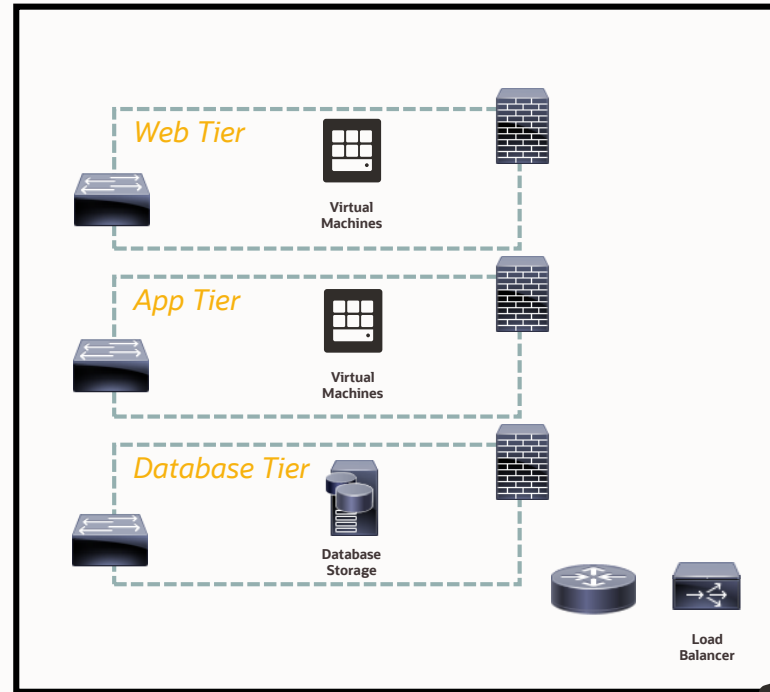 Web Tier
Virtual
Machines
App Tier
Virtual
Machines
Database Tier
Database
Storage
Load
Balancer